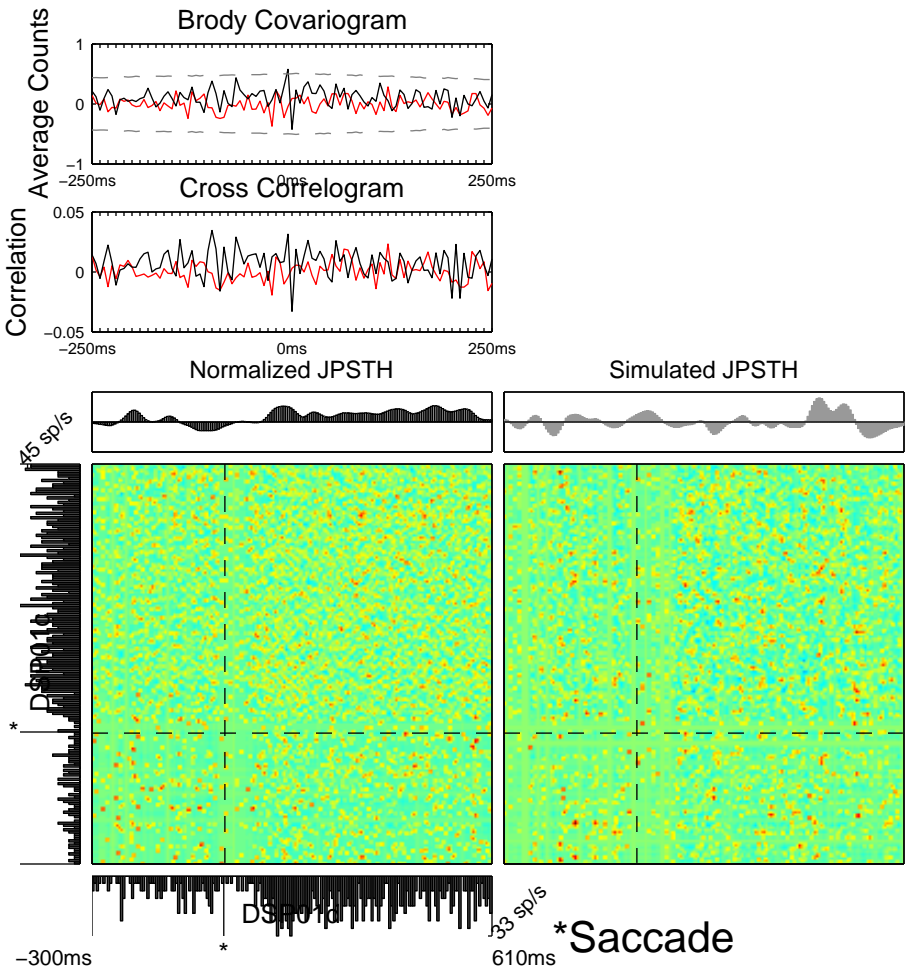 Brody Covariogram
Average Counts
1
0
−1
−250ms 0ms 250ms
Cross Correlogram
Correlation
0.05
0
−0.05
−250ms 0ms 250ms
Normalized JPSTH Simulated JPSTH
45 sp/s
*
DSP01d
33 sp/s
*
*Saccade
−300ms 610ms